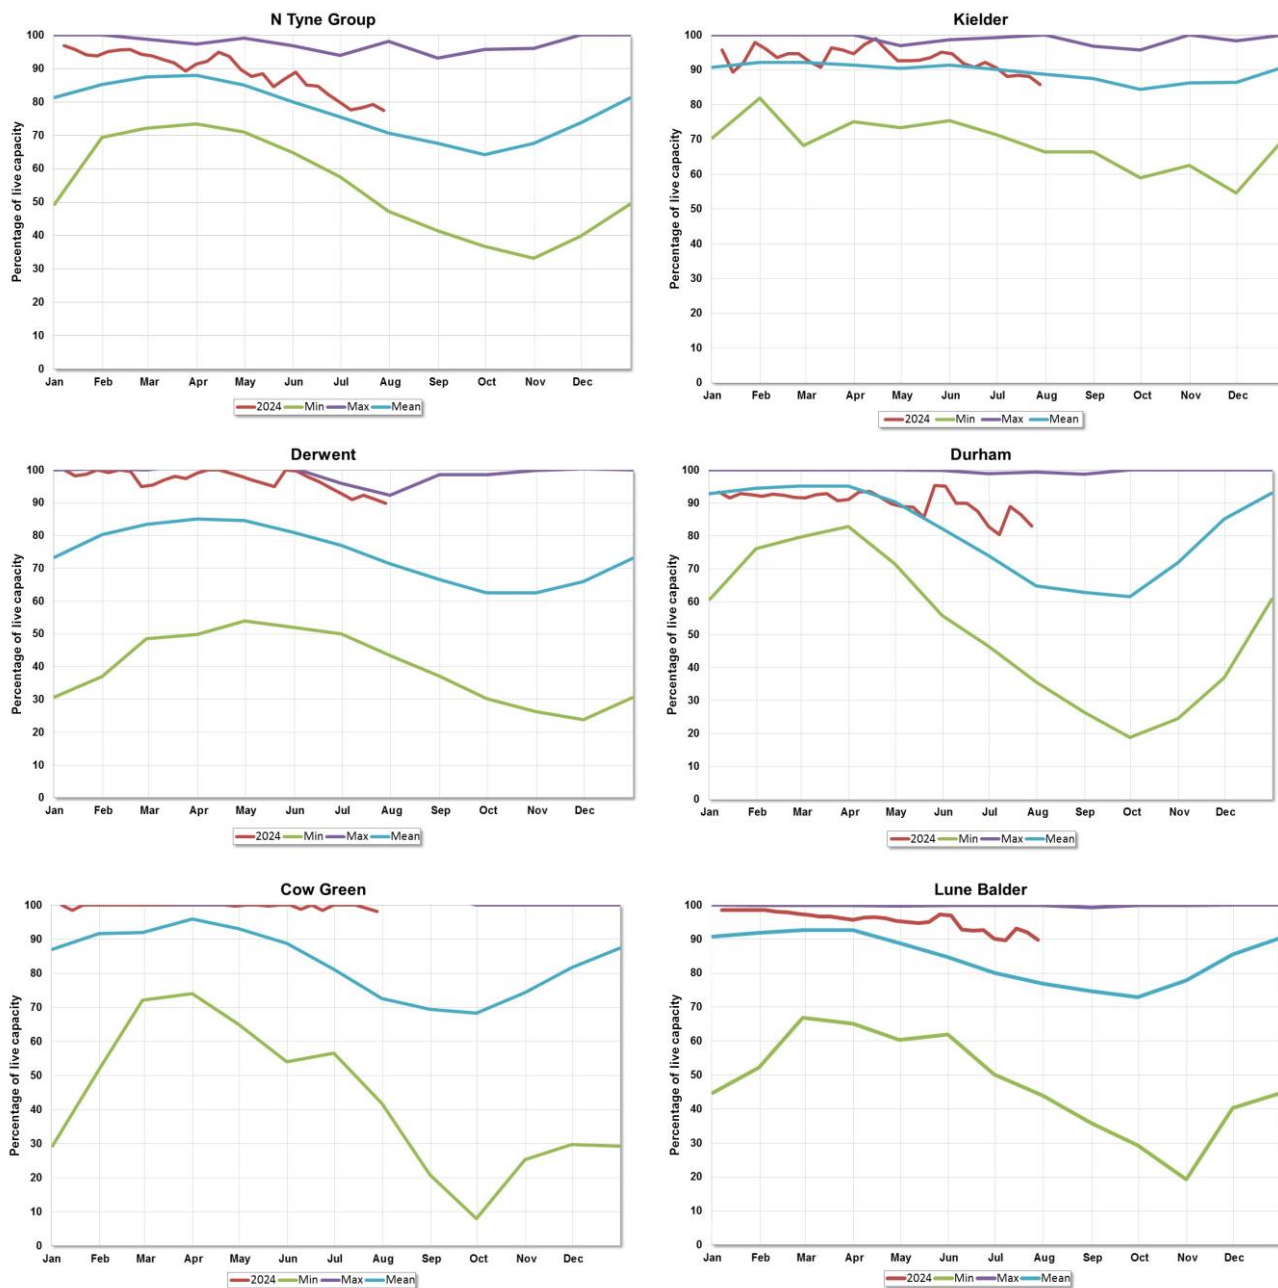 N Tyne Group
Percentage of live capacity
100
90
80
70
60
50
40
30
20
10
0
Jan Feb Mar Apr May Jun Jul Aug Sep Oct Nov Dec
2024 Min Max Mean
Kielder
Percentage of live capacity
100
90
80
70
60
50
40
30
20
10
0
Jan Feb Mar Apr May Jun Jul Aug Sep Oct Nov Dec
2024 Min Max Mean
Derwent
Percentage of live capacity
100
90
80
70
60
50
40
30
20
10
0
Jan Feb Mar Apr May Jun Jul Aug Sep Oct Nov Dec
2024 Min Max Mean
Durham
Percentage of live capacity
100
90
80
70
60
50
40
30
20
10
0
Jan Feb Mar Apr May Jun Jul Aug Sep Oct Nov Dec
2024 Min Max Mean
Cow Green
Percentage of live capacity
100
90
80
70
60
50
40
30
20
10
0
Jan Feb Mar Apr May Jun Jul Aug Sep Oct Nov Dec
2024 Min Max Mean
Lune Balder
Percentage of live capacity
100
90
80
70
60
50
40
30
20
10
0
Jan Feb Mar Apr May Jun Jul Aug Sep Oct Nov Dec
2024 Min Max Mean